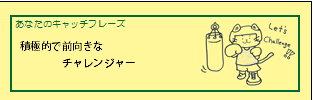 あなたのキャッチフレーズ
積極的で前向きな
チャレンジャー
Let's
Challenge!!